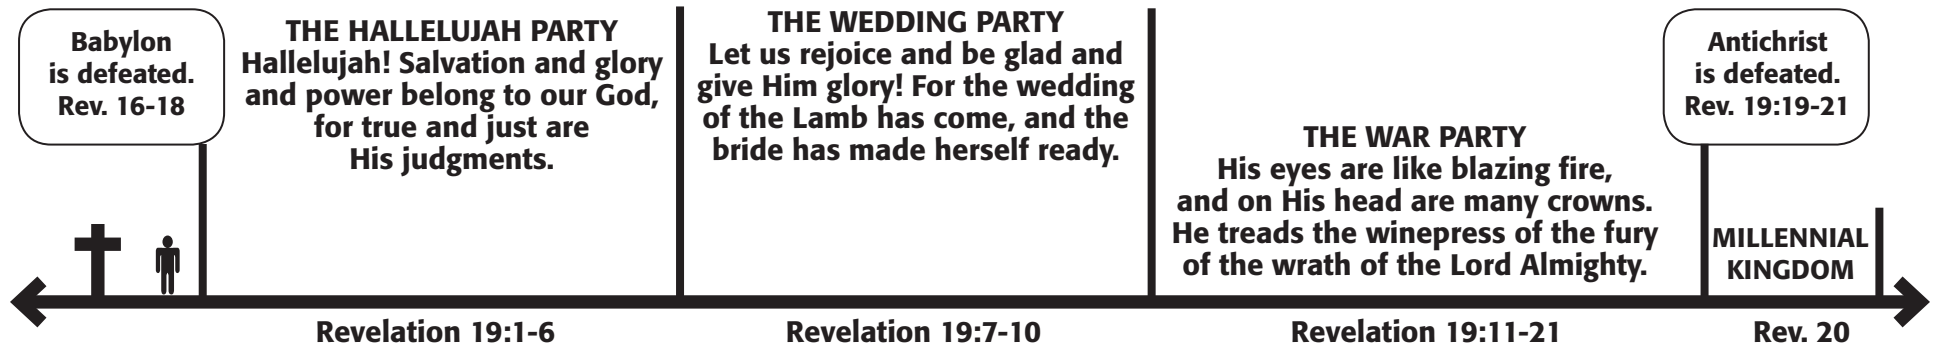 Babylon
is defeated.
Rev. 16-18
THE HALLELUJAH PARTY
Hallelujah! Salvation and glory
and power belong to our God,
for true and just are
His judgments.
THE WEDDING PARTY
Let us rejoice and be glad and
give Him glory! For the wedding
of the Lamb has come, and the
bride has made herself ready.
THE WAR PARTY
His eyes are like blazing fire,
and on His head are many crowns.
He treads the winepress of the fury
of the wrath of the Lord Almighty.
Antichrist
is defeated.
Rev. 19:19-21
MILLENNIAL
KINGDOM
Revelation 19:1-6
Revelation 19:7-10
Revelation 19:11-21
Rev. 20